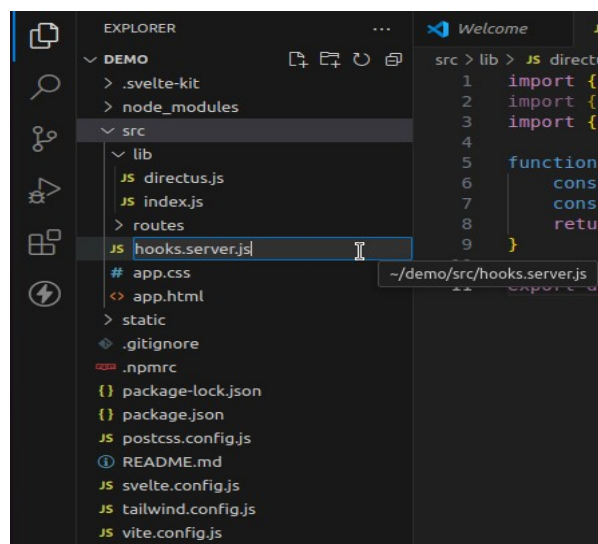 EXPLORER
···
DEMO
> .svelte-kit
> node_modules
src
lib
JS directus.js
JS index.js
> routes
JS hooks.server.js
# app.css
<> app.html
> static
.gitignore
npm .npmrc
{} package-lock.json
{} package.json
JS postcss.config.js
README.md
JS svelte.config.js
JS tailwind.config.js
JS vite.config.js
Welcome
src > lib > JS direct
1 import {
2 import {
3 import {
4
5 function
6 cons
7 cons
8 retu
9 }
~/demo/src/hooks.server.js
11